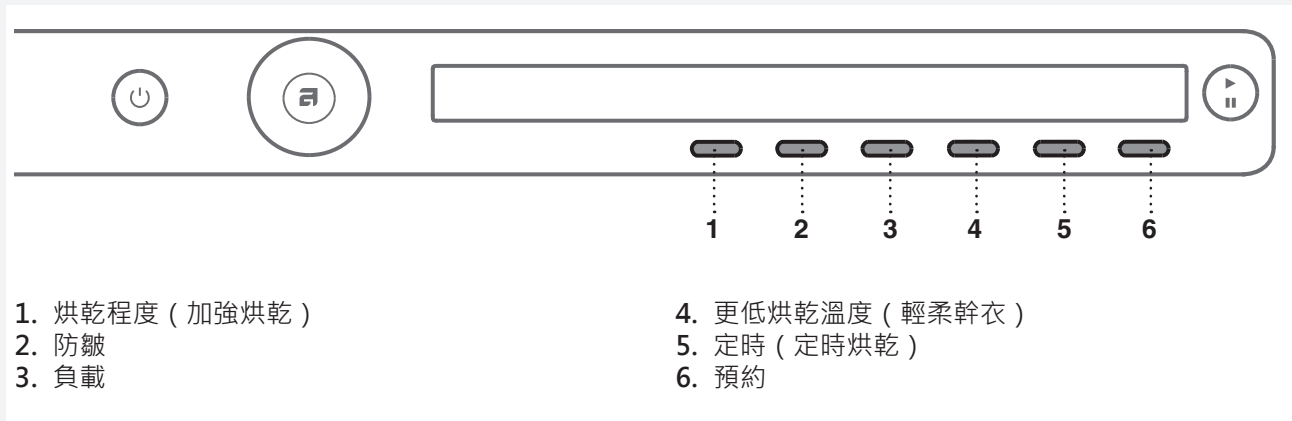 1 2 3 4 5 6
1. 烘乾程度（加強烘乾）
2. 防皺
3. 負載
4. 更低烘乾溫度（輕柔幹衣）
5. 定時（定時烘乾）
6. 預約